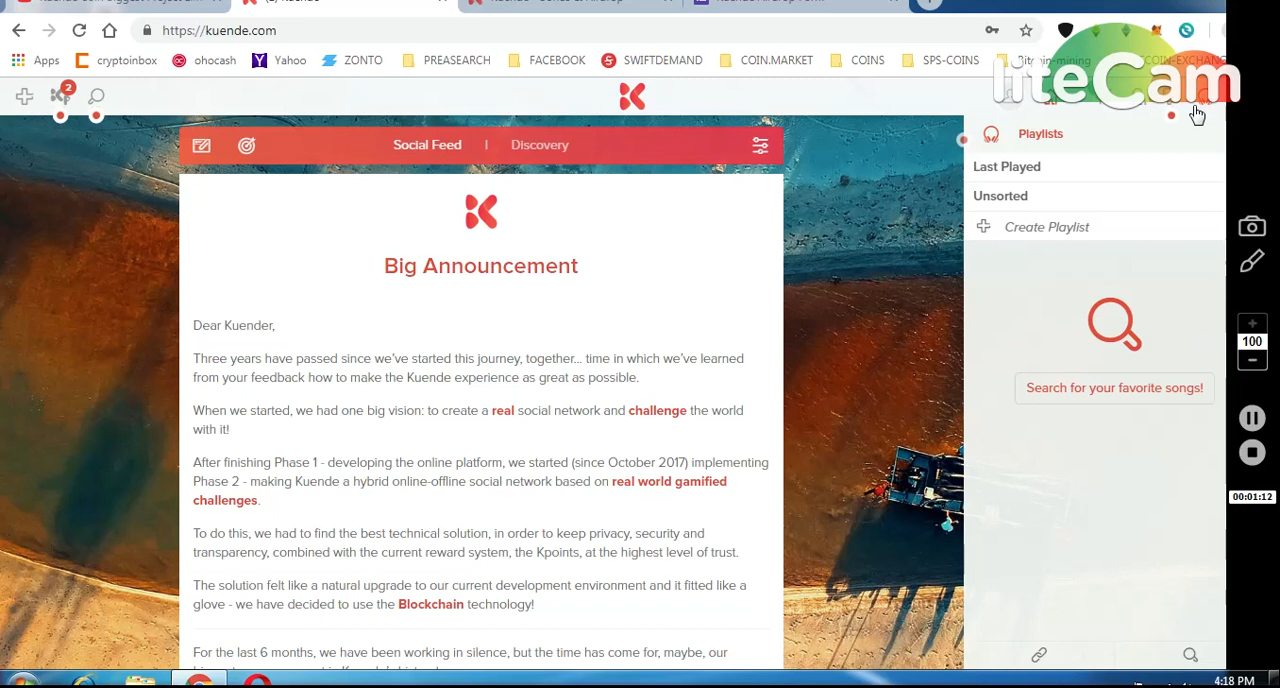 https://kuende.com
Apps cryptoinbox ohocash Yahoo ZONTO PREASEARCH FACEBOOK SWIFTDEMAND COIN.MARKET COINS SPS-COINS
liteCam
2
Social Feed | Discovery
Playlists
Last Played
Unsorted
Create Playlist
Search for your favorite songs!
Big Announcement
Dear Kuender,
Three years have passed since we've started this journey, together... time in which we've learned
from your feedback how to make the Kuende experience as great as possible.
When we started, we had one big vision: to create a real social network and challenge the world
with it!
After finishing Phase 1 - developing the online platform, we started (since October 2017) implementing
Phase 2 - making Kuende a hybrid online-offline social network based on real world gamified
challenges.
To do this, we had to find the best technical solution, in order to keep privacy, security and
transparency, combined with the current reward system, the Kpoints, at the highest level of trust.
The solution felt like a natural upgrade to our current development environment and it fitted like a
glove - we have decided to use the Blockchain technology!
For the last 6 months, we have been working in silence, but the time has come for, maybe, our
100
00:01:12
4:18 PM